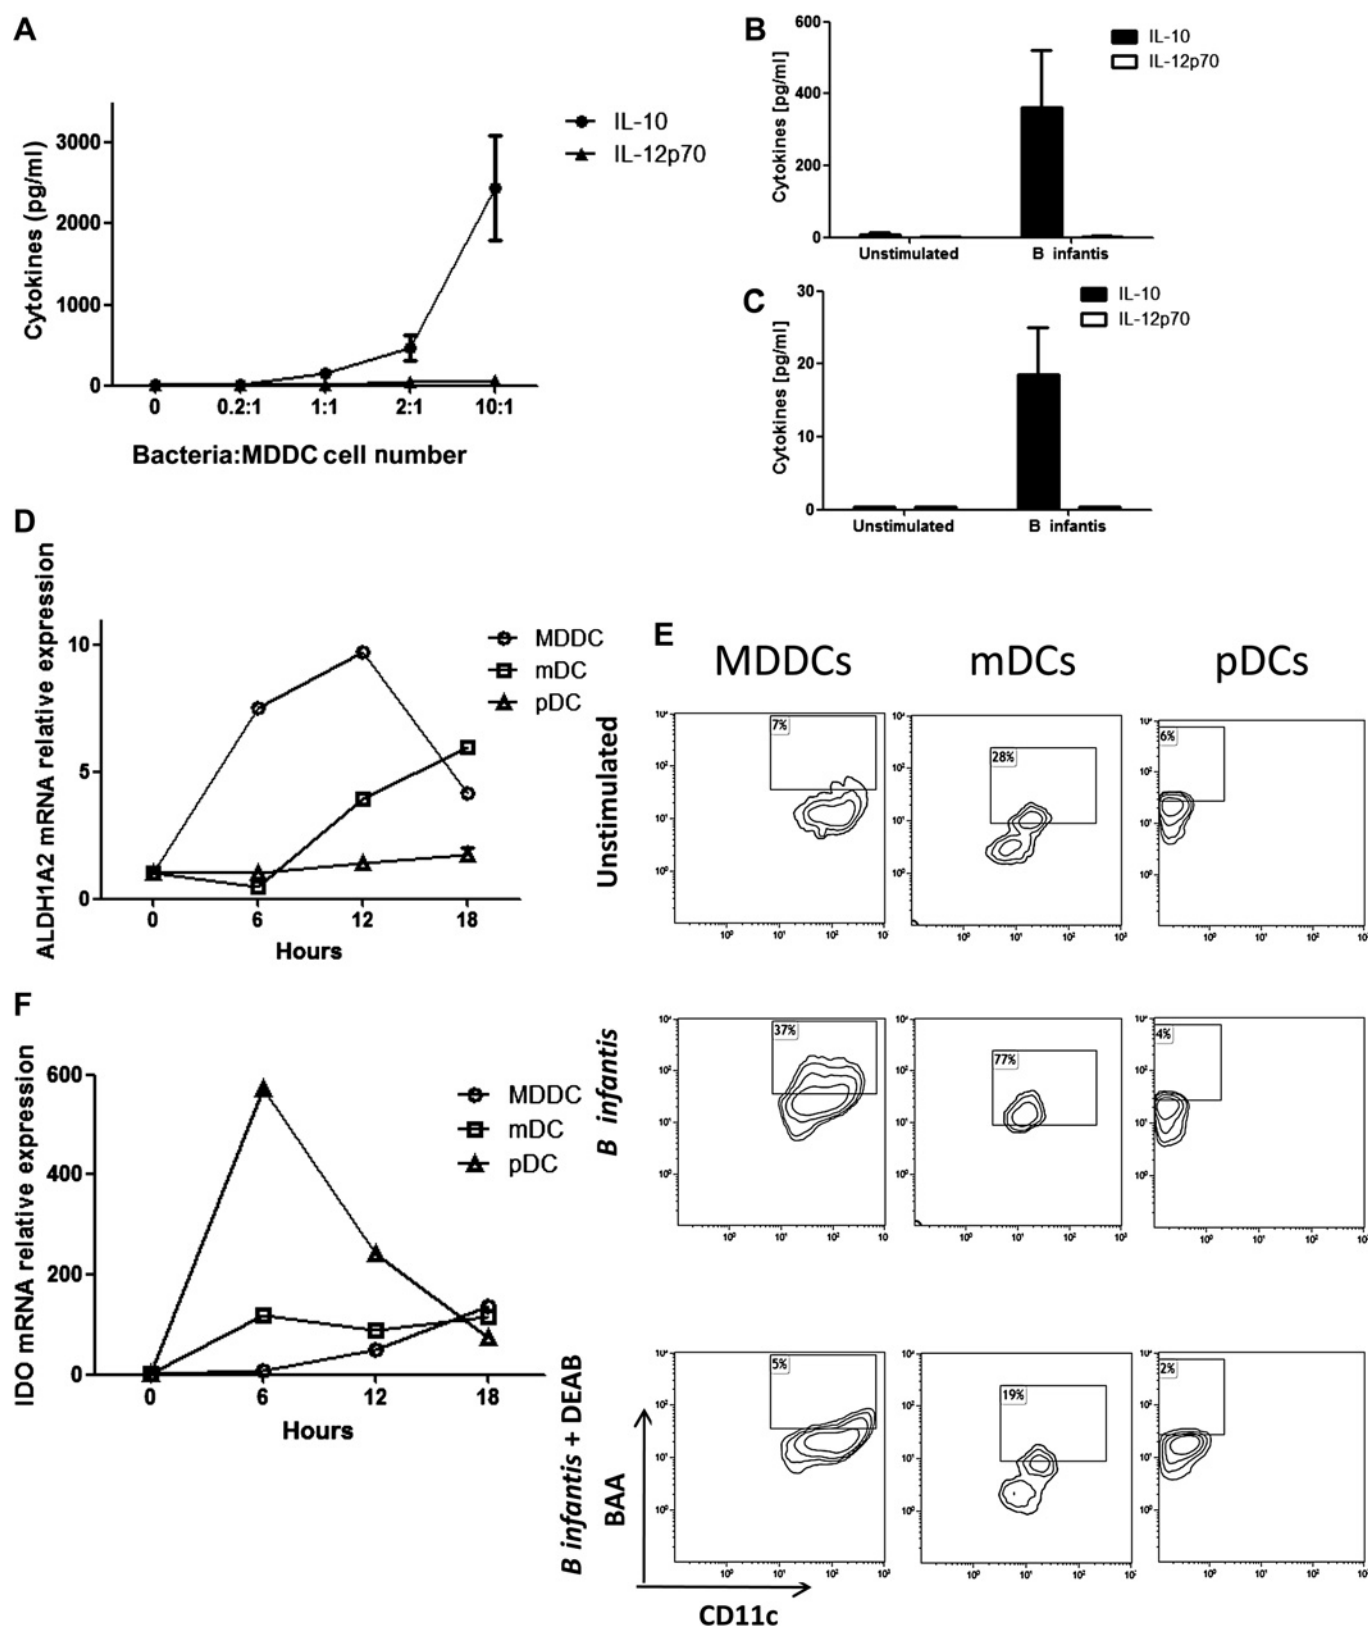 A
Cytokines (pg/ml)
3000
2000
1000
0
0 0.2:1 1:1 2:1 10:1
Bacteria:MDDC cell number
IL-10
IL-12p70
B
Cytokines [pg/ml]
600
400
200
0
Unstimulated B infantis
IL-10
IL-12p70
C
Cytokines [pg/ml]
30
20
10
0
Unstimulated B infantis
IL-10
IL-12p70
D
ALDH1A2 mRNA relative expression
10
5
0
0 6 12 18
Hours
MDDC
mDC
pDC
E
MDDCs mDCs pDCs
Unstimulated
7% 28% 6%
B infantis
37% 77% 4%
B infantis + DEAB
5% 19% 2%
BAA
CD11c
F
IDO mRNA relative expression
600
400
200
0
0 6 12 18
Hours
MDDC
mDC
pDC